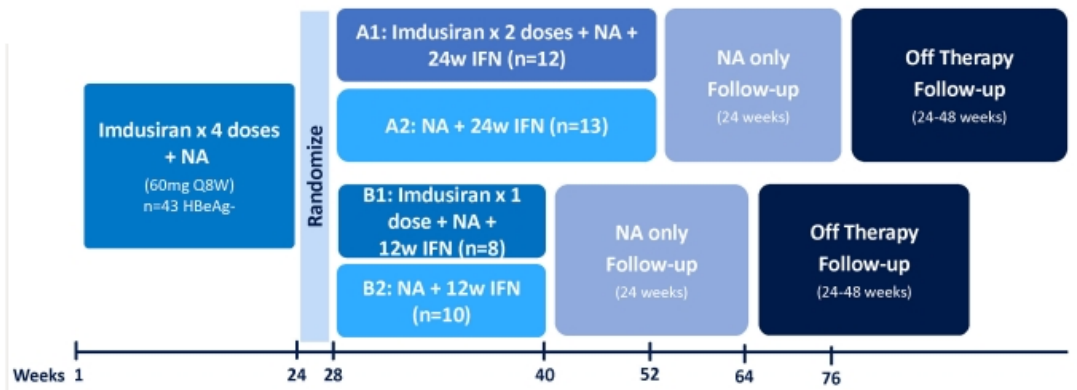 Imdusiran x 4 doses
+ NA
(60mg Q8W)
n=43 HBeAg-
Randomize
A1: Imdusiran x 2 doses + NA +
24w IFN (n=12)
A2: NA + 24w IFN (n=13)
NA only
Follow-up
(24 weeks)
Off Therapy
Follow-up
(24-48 weeks)
B1: Imdusiran x 1
dose + NA +
12w IFN (n=8)
B2: NA + 12w IFN
(n=10)
NA only
Follow-up
(24 weeks)
Off Therapy
Follow-up
(24-48 weeks)
Weeks 1 24 28 40 52 64 76